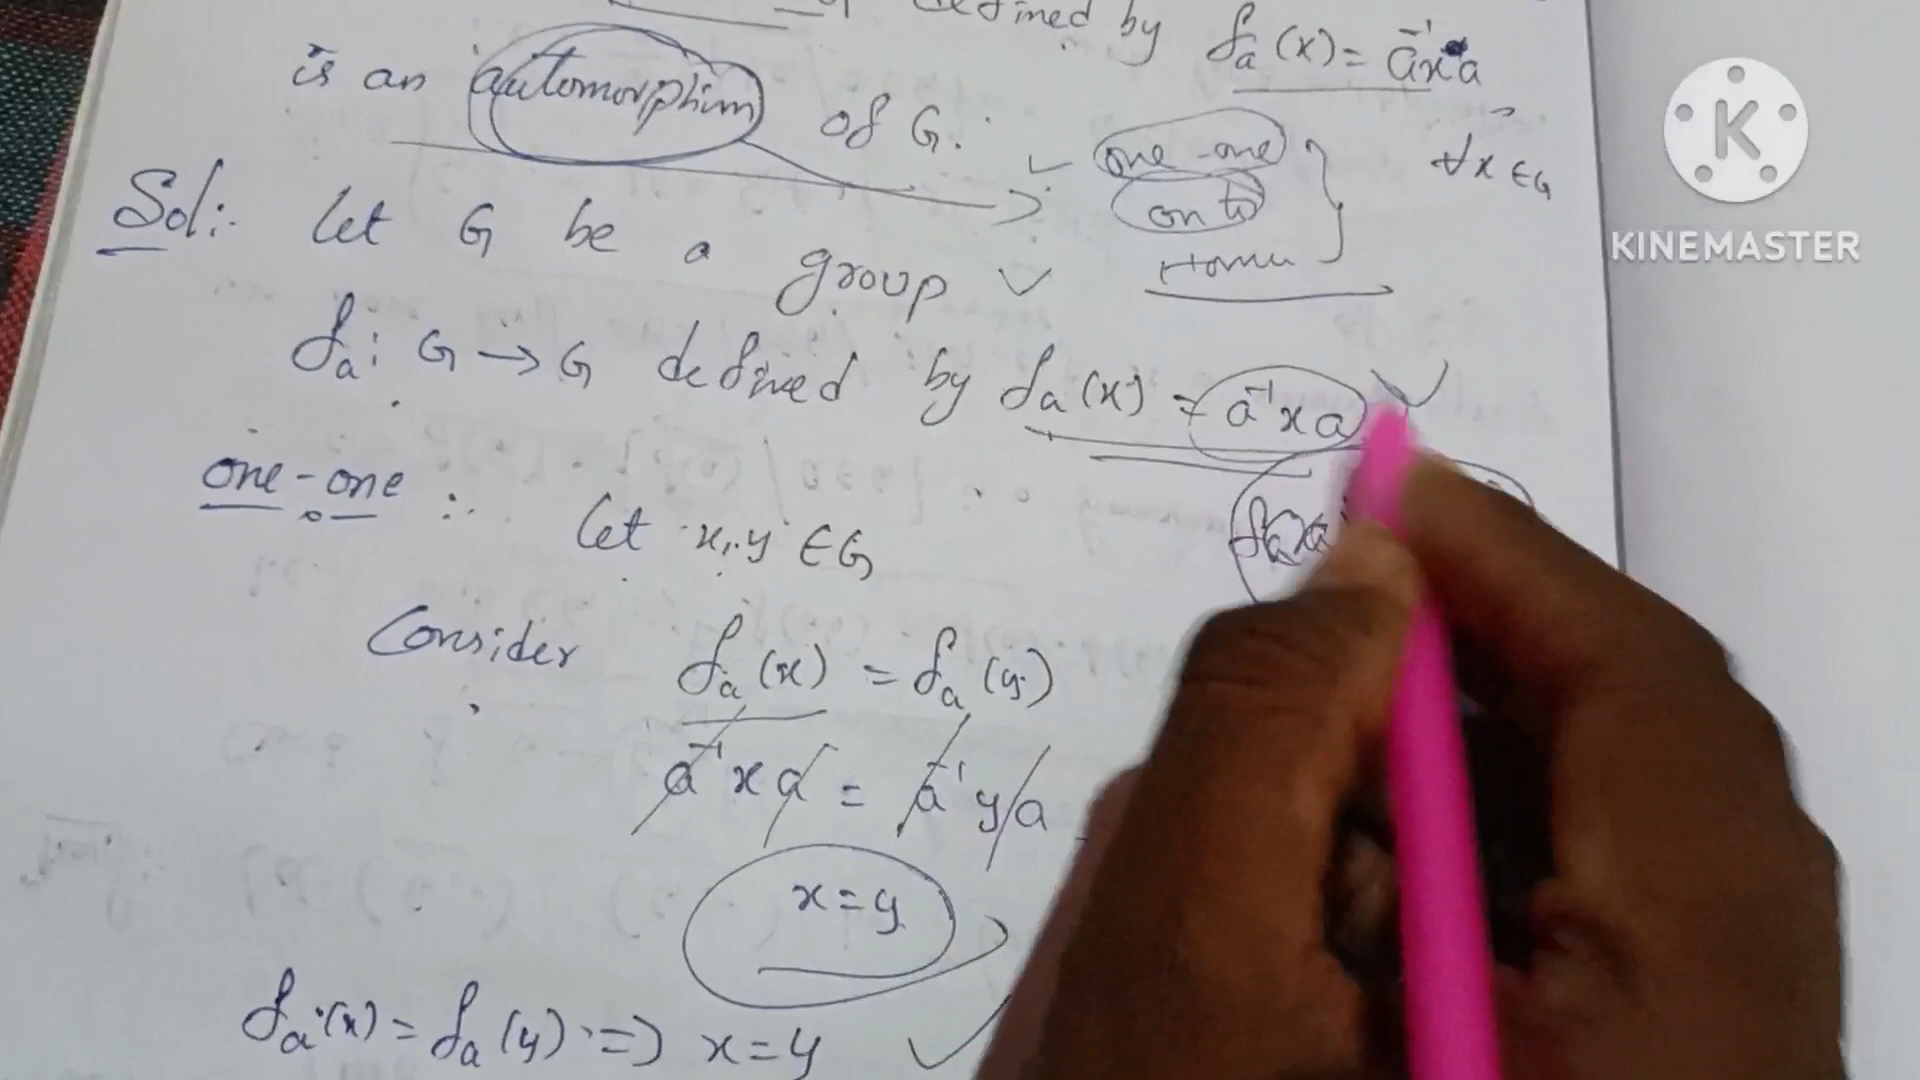 defined by fₐ(x) = a⁻¹xa
is an automorphism of G.
∀x∈G
one-one
onto
Homo
Sol: Let G be a group
fₐ: G → G defined by fₐ(x) = a⁻¹xa
one-one: Let x,y ∈ G
Consider fₐ(x) = fₐ(y)
a⁻¹xa = a⁻¹ya
x=y
fₐ(x) = fₐ(y) => x=y
K
KINEMASTER